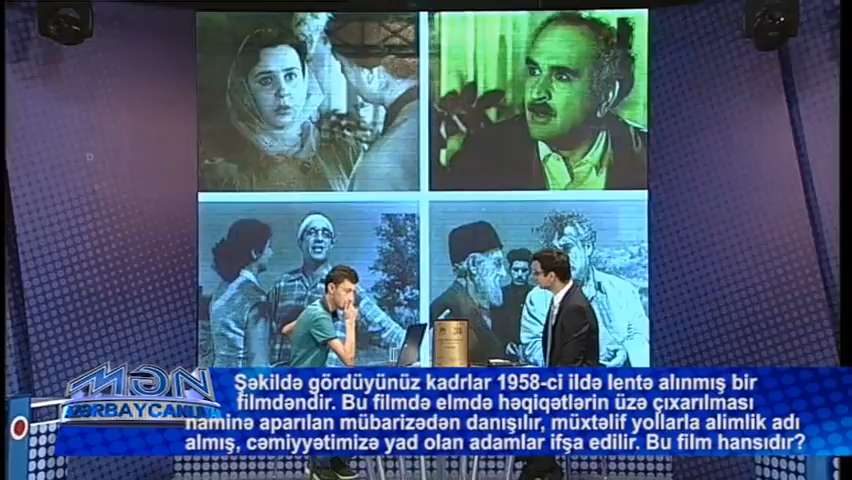 Şəkildə gördüyünüz kadrlar 1958-ci ildə lentə alınmış bir
filmdəndir. Bu filmdə elmdə həqiqətlərin üzə çıxarılması
naminə aparılan mübarizədən danışılır, müxtəlif yollarla alimlik adı
almış, cəmiyyətimizə yad olan adamlar ifşa edilir. Bu film hansıdır?
MƏN